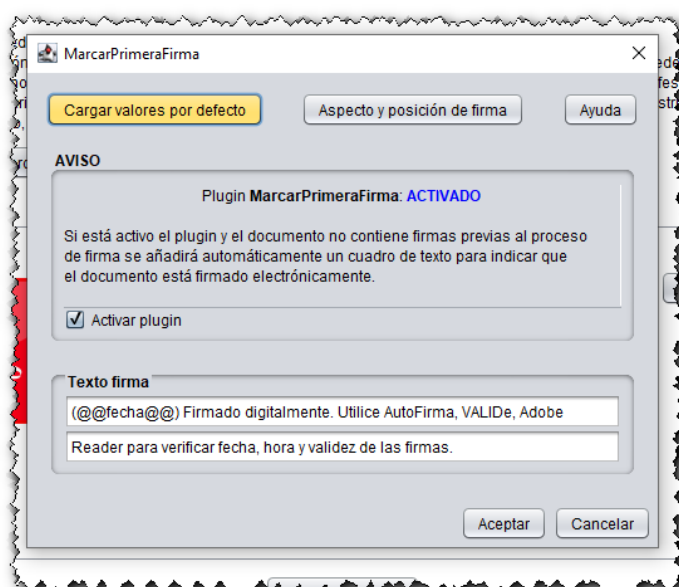 MarcarPrimeraFirma
Cargar valores por defecto
Aspecto y posición de firma
Ayuda
AVISO
Plugin MarcarPrimeraFirma: ACTIVADO
Si está activo el plugin y el documento no contiene firmas previas al proceso
de firma se añadirá automáticamente un cuadro de texto para indicar que
el documento está firmado electrónicamente.
Activar plugin
Texto firma
(@@fecha@@) Firmado digitalmente. Utilice AutoFirma, VALIDe, Adobe
Reader para verificar fecha, hora y validez de las firmas.
Aceptar
Cancelar